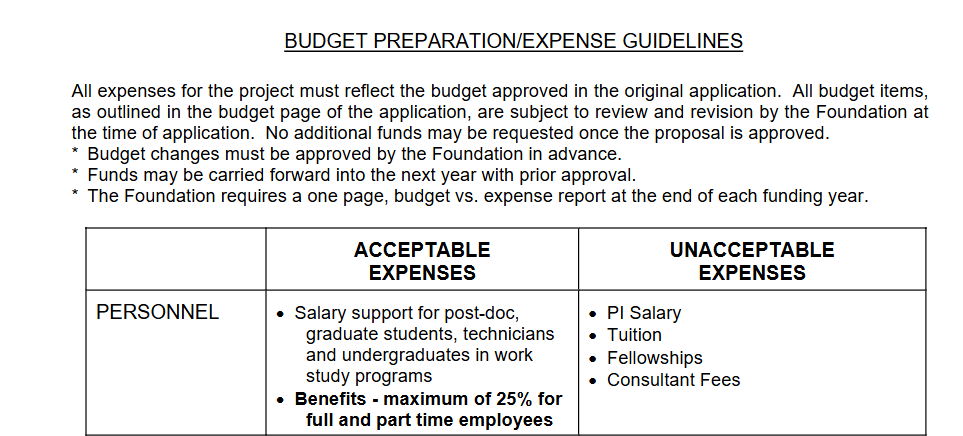 BUDGET PREPARATION/EXPENSE GUIDELINES
All expenses for the project must reflect the budget approved in the original application.  All budget items,
as outlined in the budget page of the application, are subject to review and revision by the Foundation at
the time of application.  No additional funds may be requested once the proposal is approved.
*  Budget changes must be approved by the Foundation in advance.
*  Funds may be carried forward into the next year with prior approval.
*  The Foundation requires a one page, budget vs. expense report at the end of each funding year.
ACCEPTABLE
EXPENSES
UNACCEPTABLE
EXPENSES
PERSONNEL
• Salary support for post-doc,
graduate students, technicians
and undergraduates in work
study programs
• Benefits - maximum of 25% for
full and part time employees
• PI Salary
• Tuition
• Fellowships
• Consultant Fees